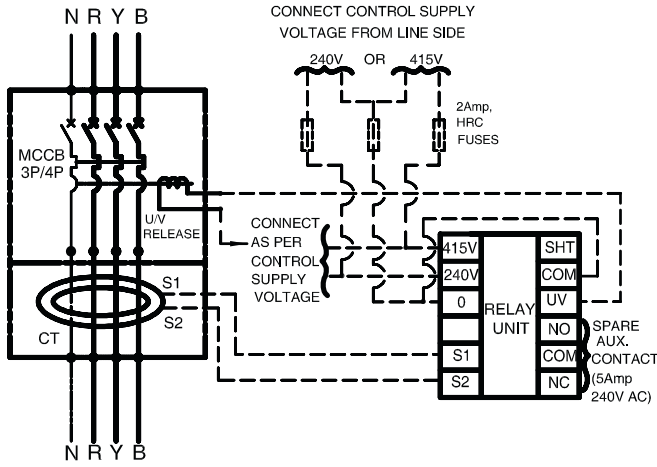 N R Y B
CONNECT CONTROL SUPPLY
VOLTAGE FROM LINE SIDE
240V OR 415V
2Amp,
HRC
FUSES
MCCB
3P/4P
U/V
RELEASE
CONNECT
AS PER
CONTROL
SUPPLY
VOLTAGE
S1
S2
CT
415V
240V
0
S1
S2
RELAY
UNIT
SHT
COM
UV
NO
COM
NC
SPARE
AUX.
CONTACT
(5Amp
240V AC)
N R Y B